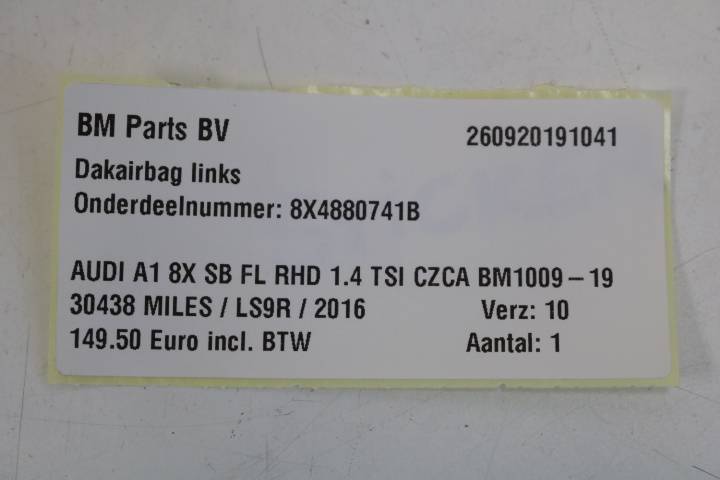 BM Parts BV 260920191041
Dakairbag links
Onderdeelnummer: 8X4880741B
AUDI A1 8X SB FL RHD 1.4 TSI CZCA BM1009-19
30438 MILES / LS9R / 2016 Verz: 10
149.50 Euro incl. BTW Aantal: 1